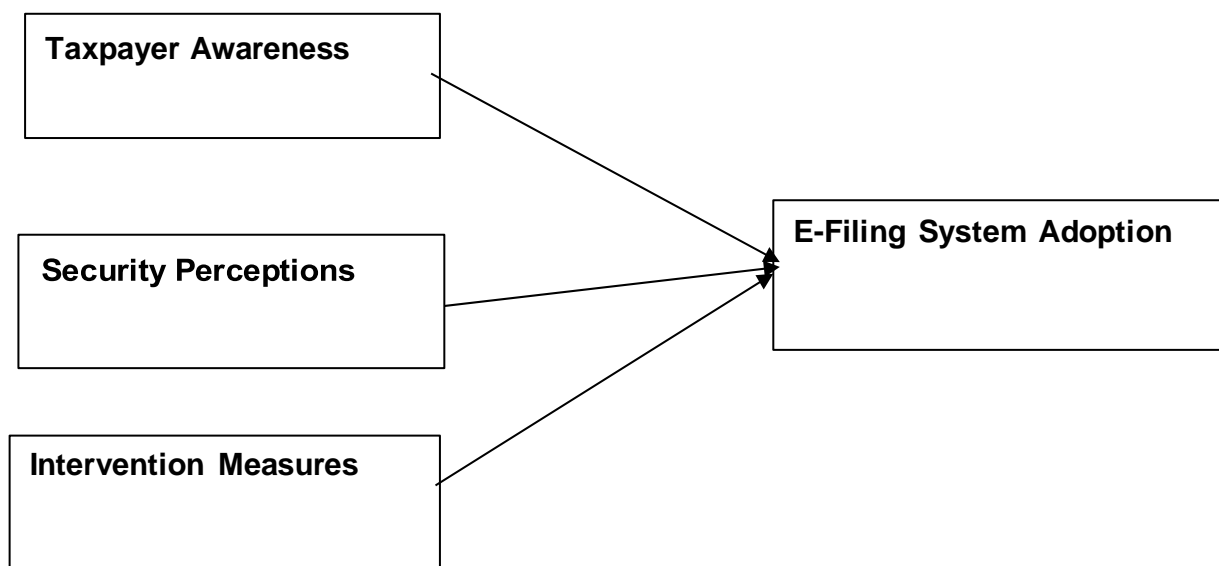 Taxpayer Awareness
E-Filing System Adoption
Security Perceptions
Intervention Measures